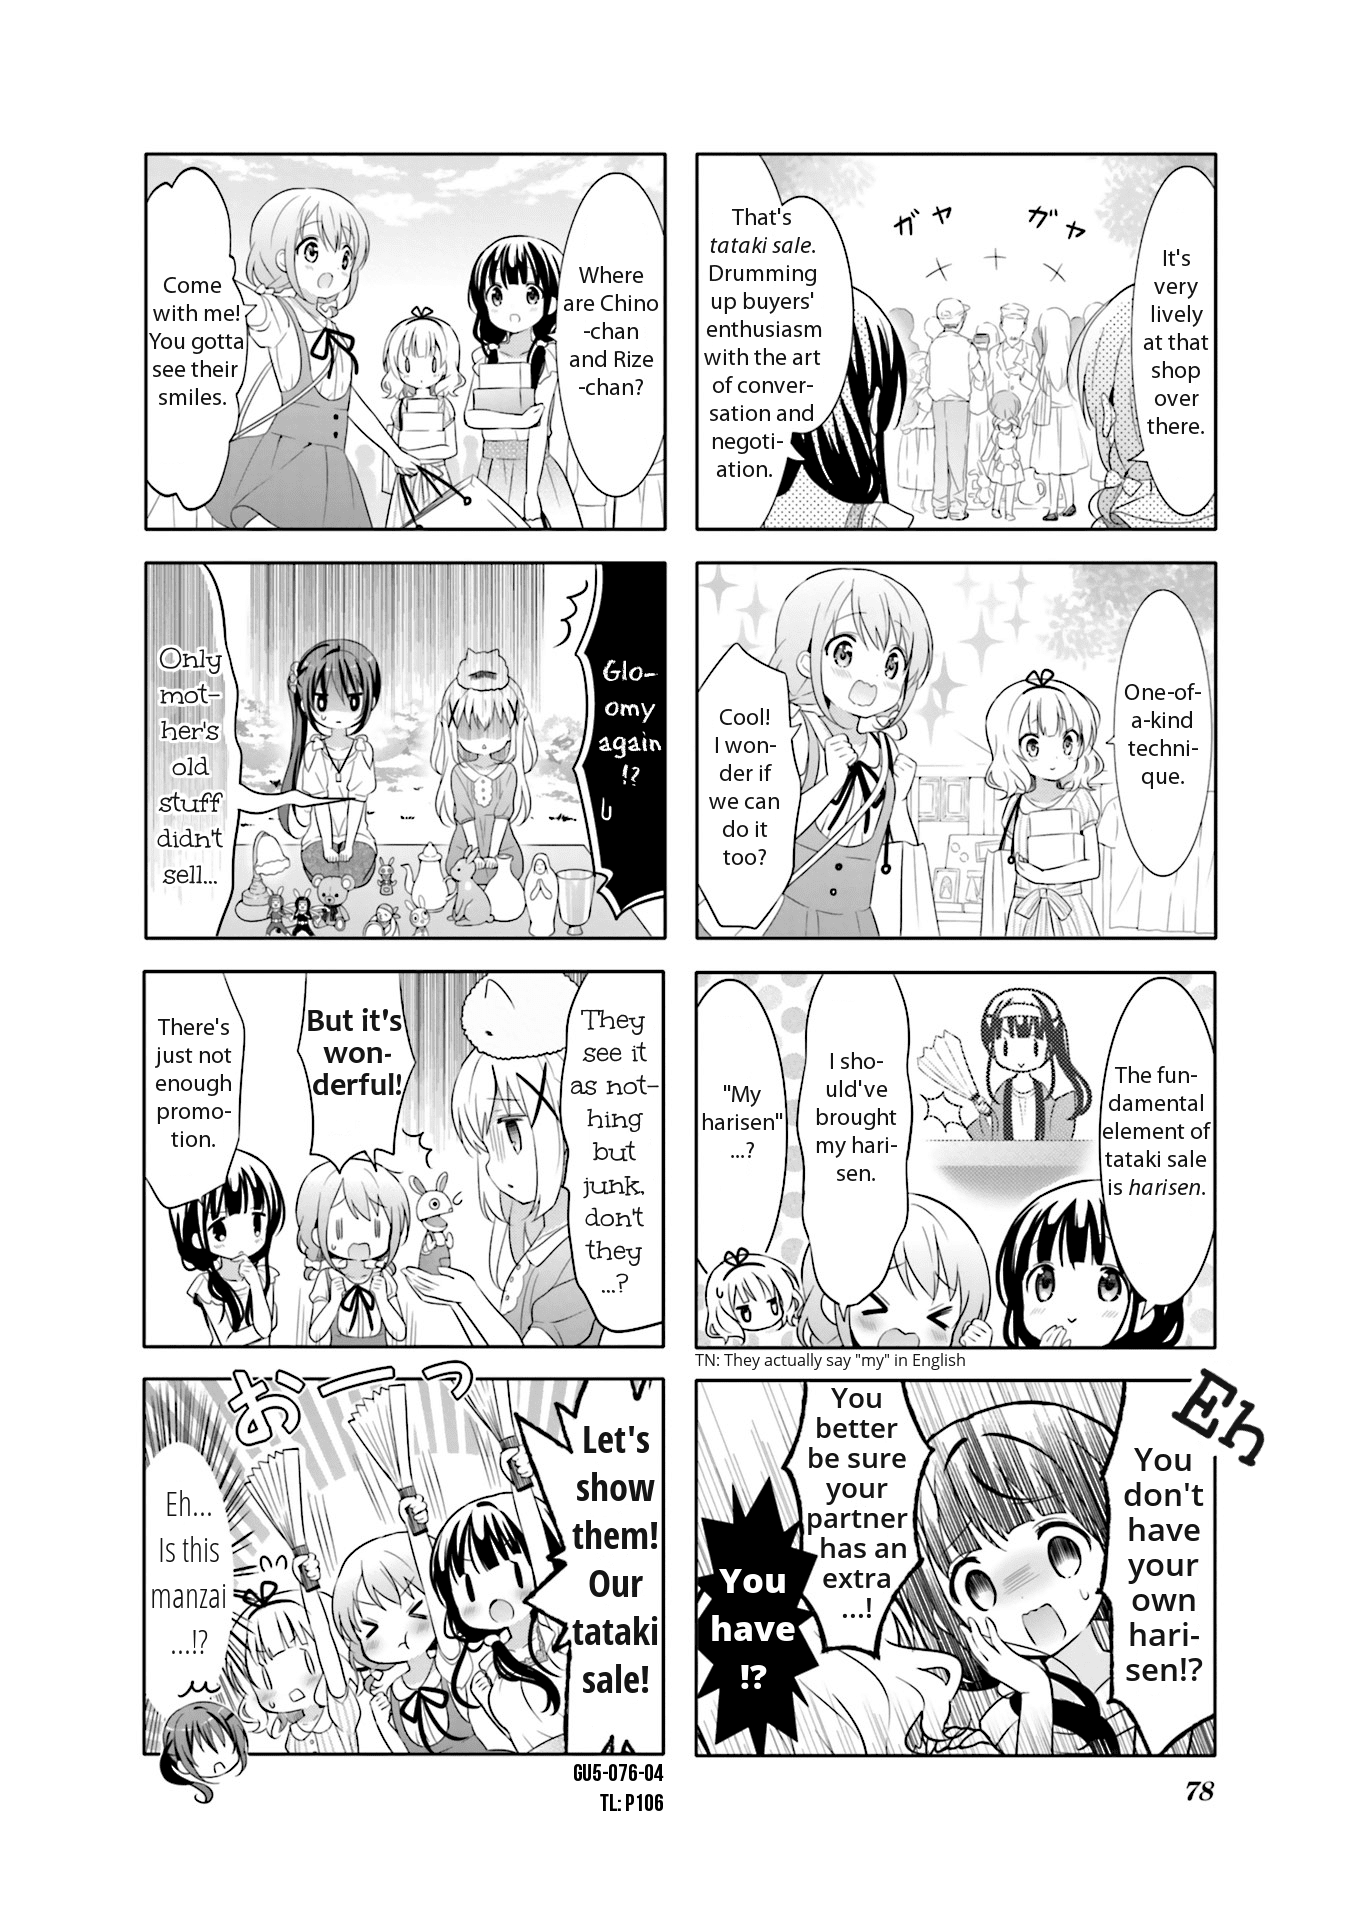 It's
very
lively
at that
shop
over
there.
ガヤ
ガヤ
That's
tataki sale.
Drumming
up buyers'
enthusiasm
with the art
of conver-
sation and
negoti-
ation.
One-of-
a-kind
techni-
que.
Cool!
I won-
der if
we can
do it
too?
The fun-
damental
element of
tataki sale
is harisen.
I sho-
uld've
brought
my hari-
sen.
"My
harisen"
...?
TN: They actually say "my" in English
Eh
You
don't
have
your
own
hari-
sen!?
You
better
be sure
your
partner
has an
extra
...!
You
have
!?
Where
are Chino
-chan
and Rize
-chan?
Come
with me!
You gotta
see their
smiles.
Glo-
omy
again
!?
Only
mot-
her's
old
stuff
didn't
sell...
They
see it
as not-
hing
but
junk,
don't
they
...?
But it's
won-
derful!
There's
just not
enough
promo-
tion.
Let's
show
them!
Our
tataki
sale!
おーっ
Eh...
Is this
manzai
...!?
GU5-076-04
TL: P106
78